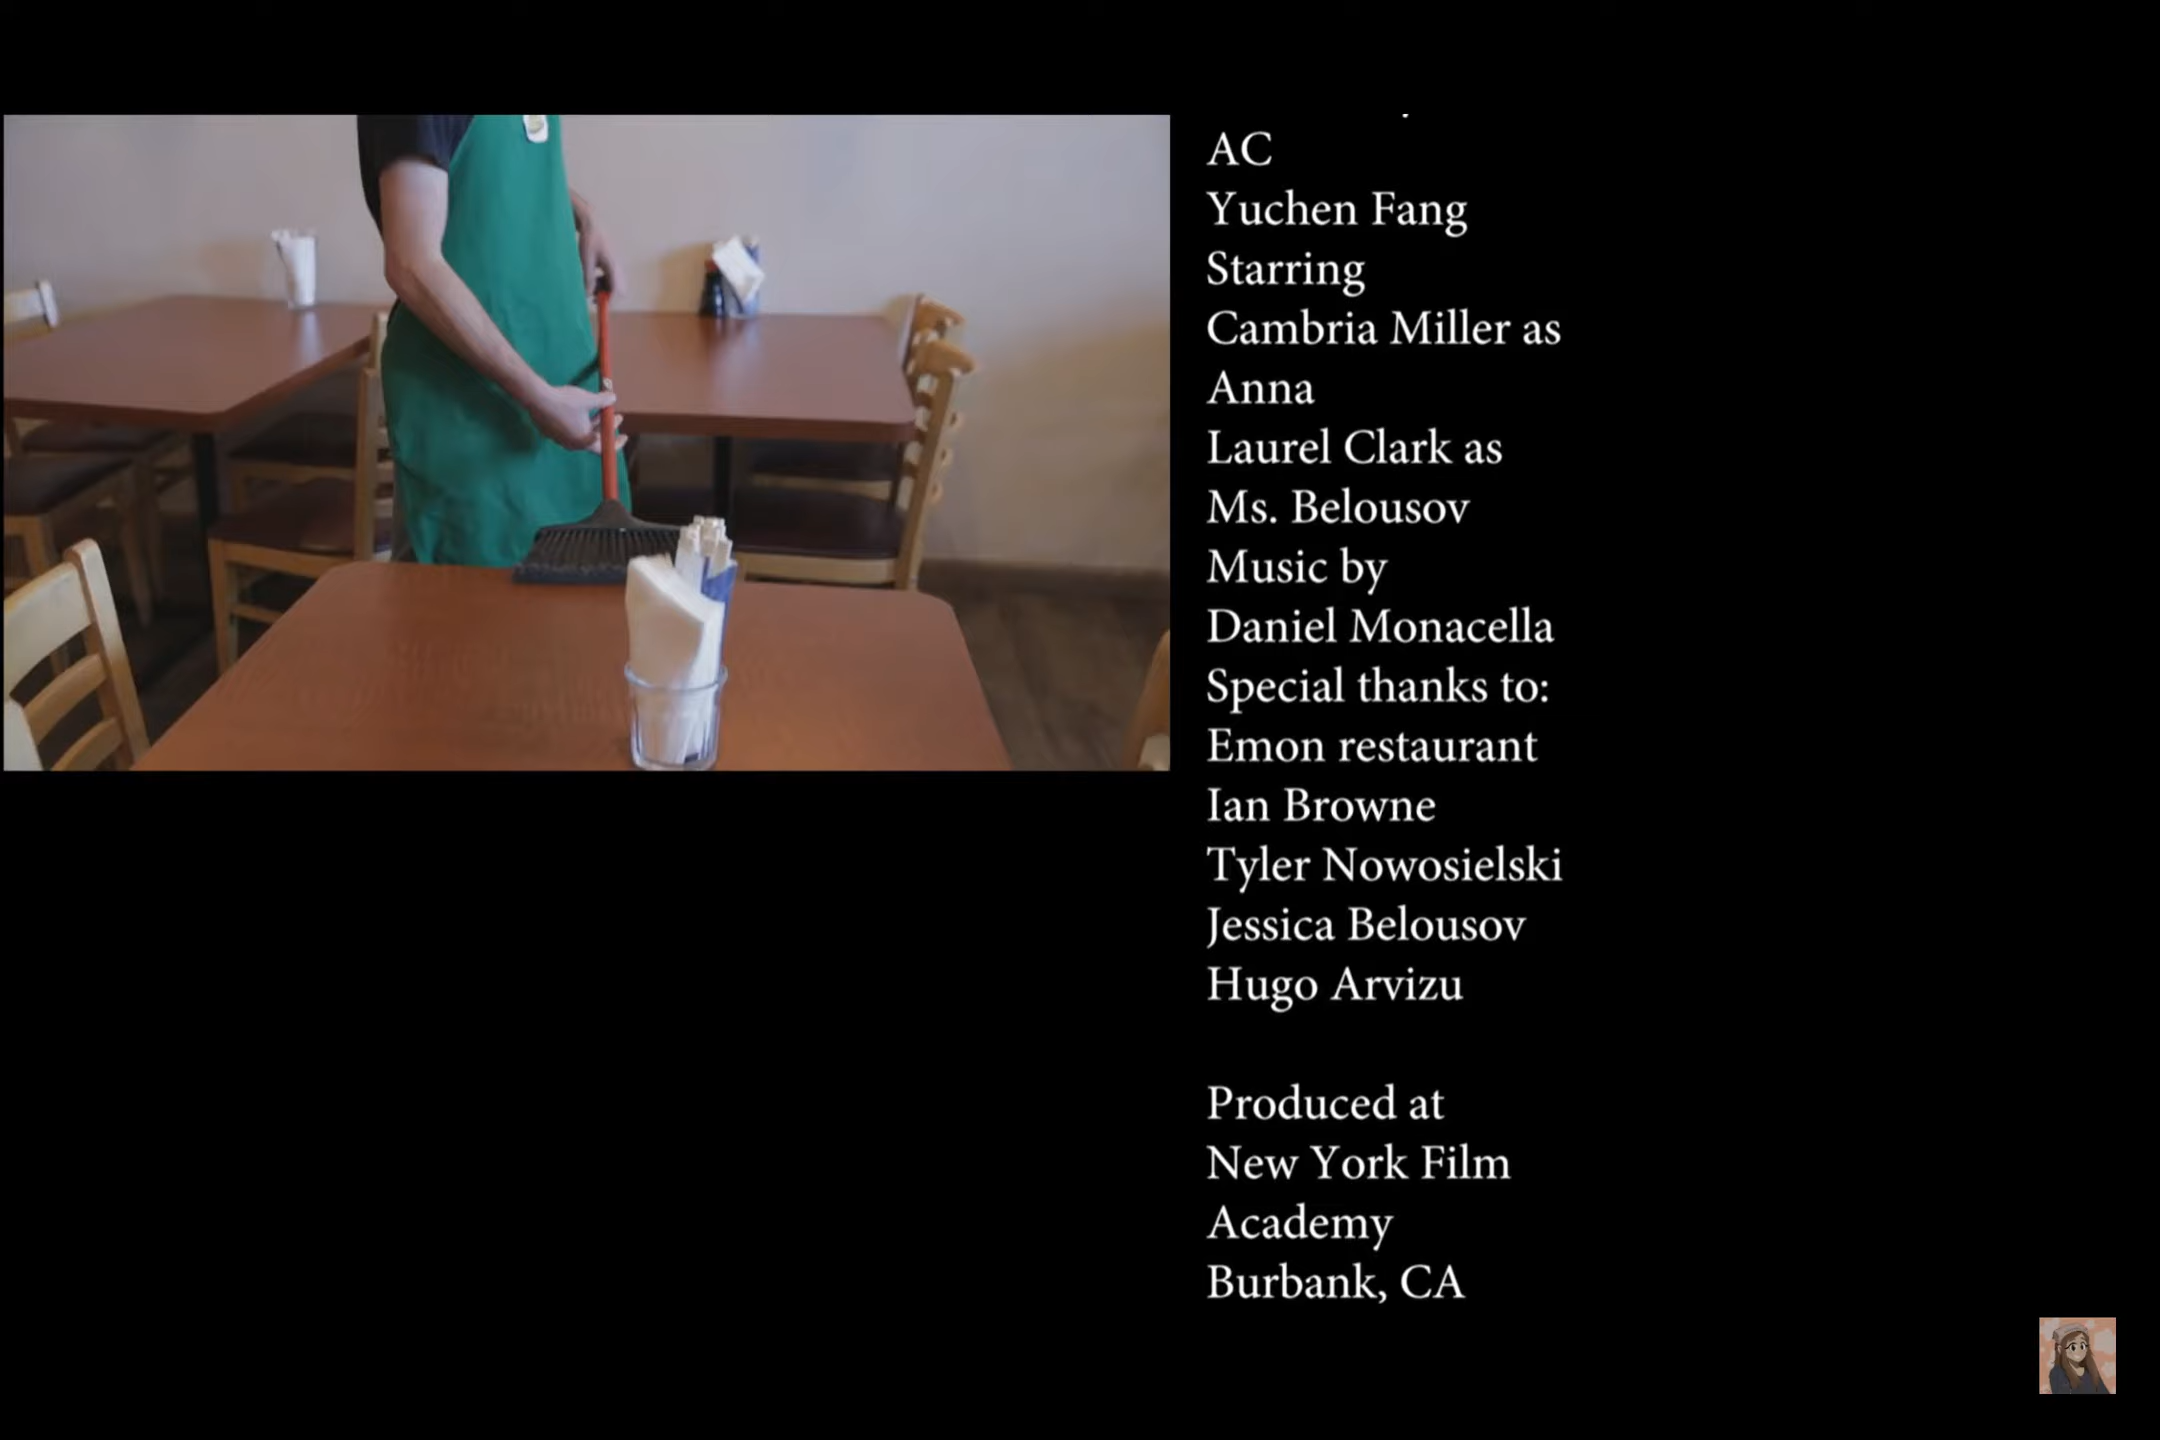 AC
Yuchen Fang
Starring
Cambria Miller as
Anna
Laurel Clark as
Ms. Belousov
Music by
Daniel Monacella
Special thanks to:
Emon restaurant
Ian Browne
Tyler Nowosielski
Jessica Belousov
Hugo Arvizu
Produced at
New York Film
Academy
Burbank, CA